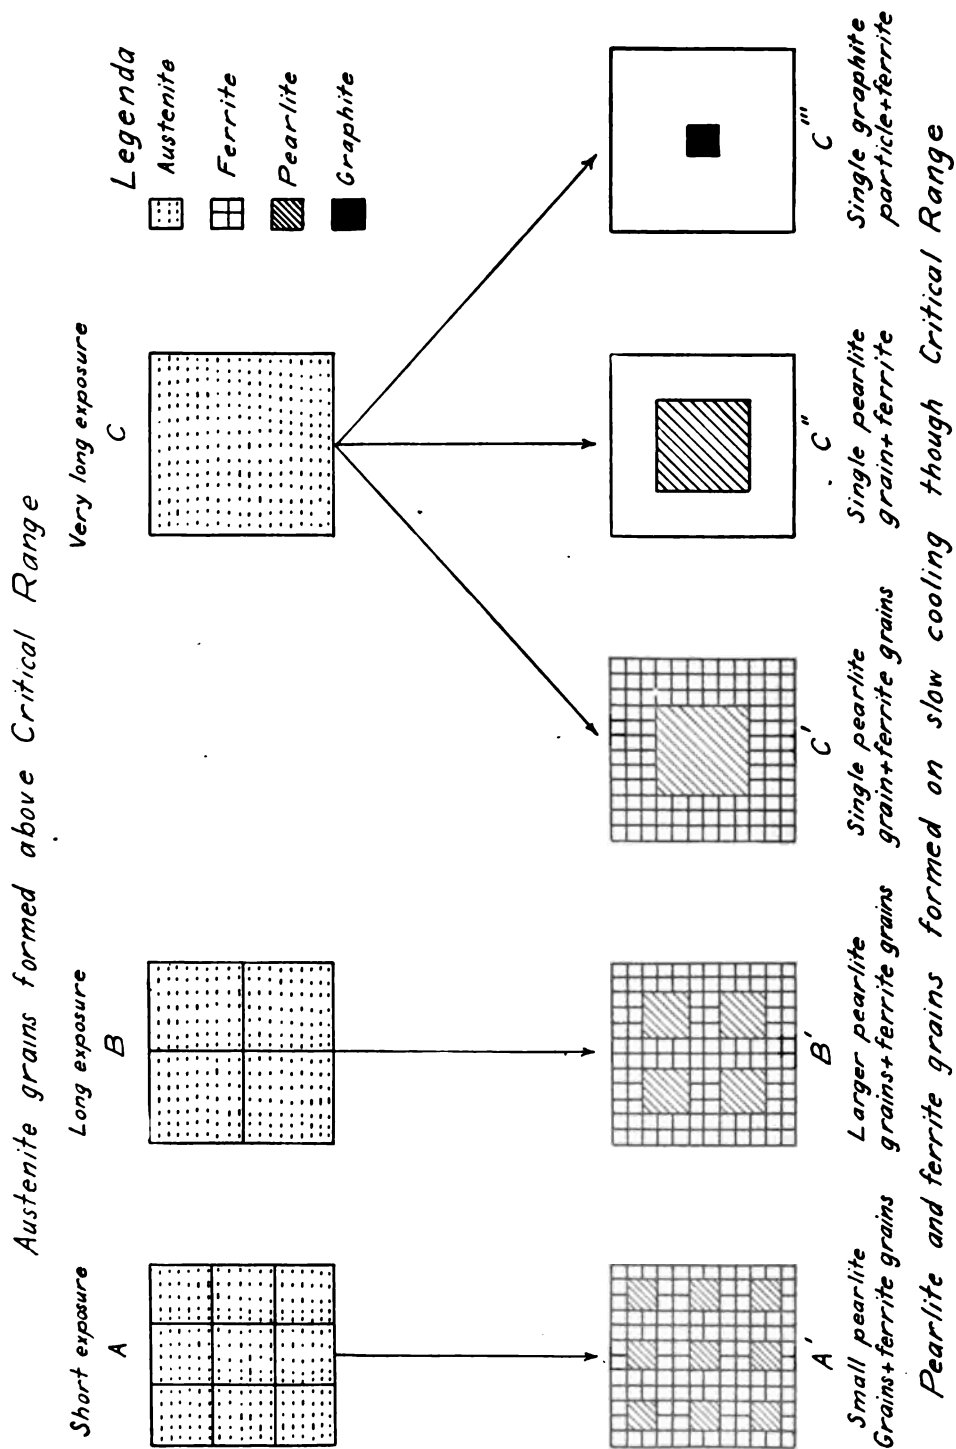 Austenite grains formed above Critical Range
Short exposure
A
Long exposure
B
Very long exposure
C
Legenda
Austenite
Ferrite
Pearlite
Graphite
A'
Small pearlite
Grains+ferrite grains
B'
Larger pearlite
grains+ferrite grains
C'
Single pearlite
grain+ferrite grains
C"
Single pearlite
grain+ferrite
C'''
Single graphite
particle+ferrite
Pearlite and ferrite grains formed on slow cooling though Critical Range